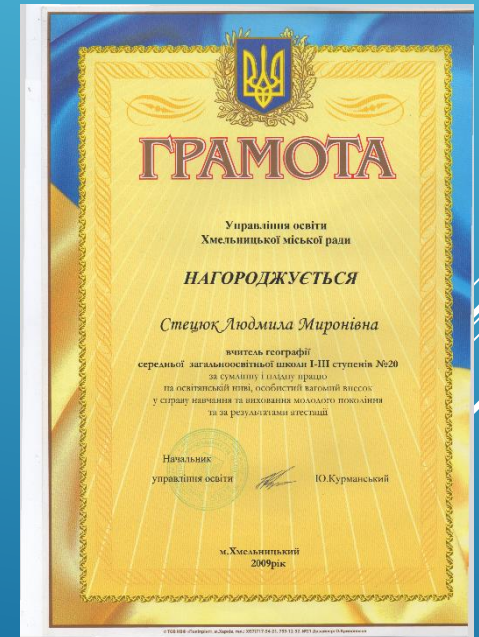 ГРАМОТА
Управління освіти
Хмельницької міської ради
НАГОРОДЖУЄТЬСЯ
Стецюк Людмила Миронівна
вчитель географії
середньої загальноосвітньої школи І-ІІІ ступенів №20
за сумлінну і плідну працю
на освітянській ниві, особистий вагомий внесок
у справу навчання та виховання молодого покоління
та за результатами атестації
Начальник
управління освіти Ю.Курманський
м.Хмельницький
2009рік